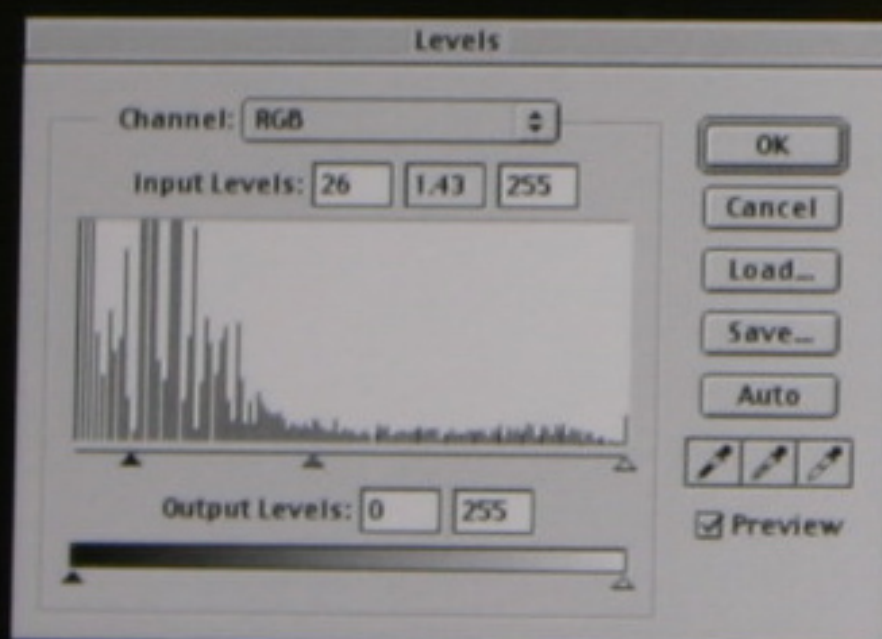 Levels
Channel: RGB
Input Levels: 26 1.43 255
Output Levels: 0 255
OK
Cancel
Load...
Save...
Auto
Preview